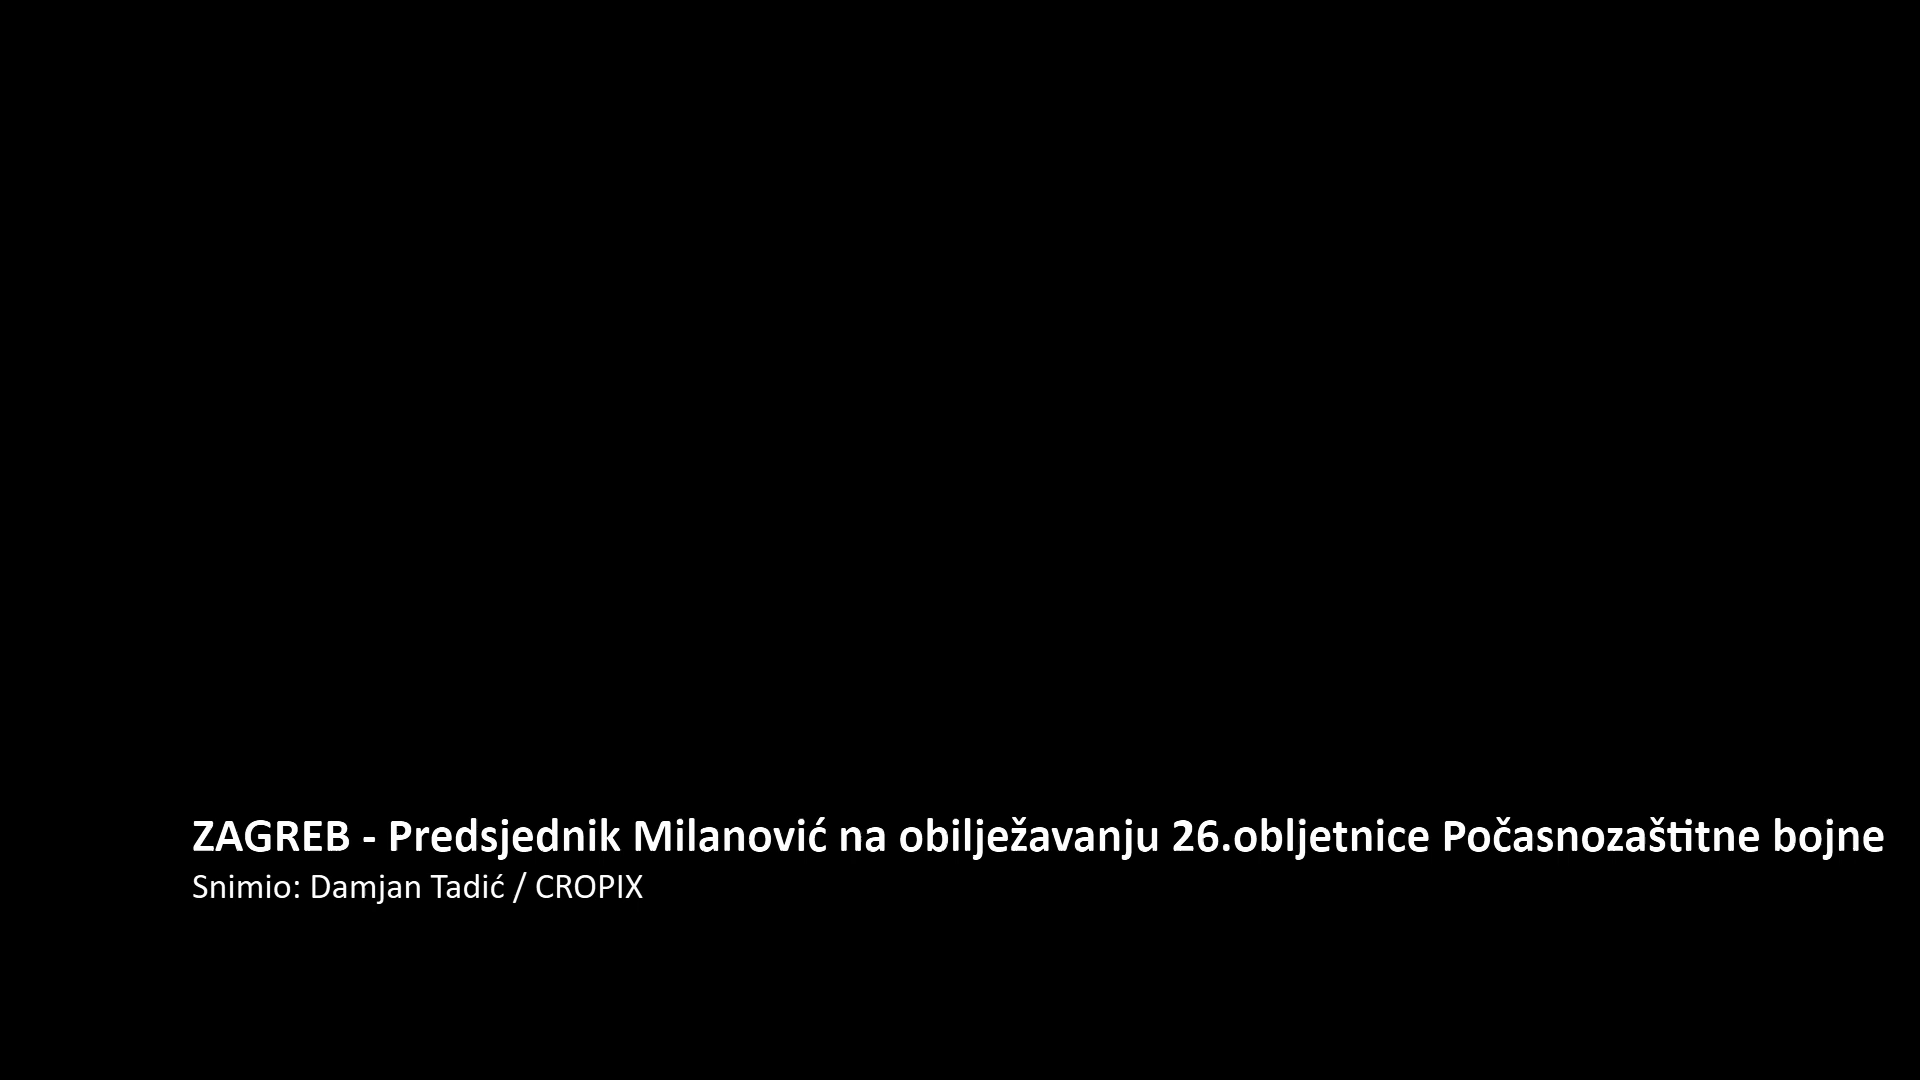 ZAGREB - Predsjednik Milanović na obilježavanju 26.obljetnice Počasnozaštitne bojne
Snimio: Damjan Tadić / CROPIX